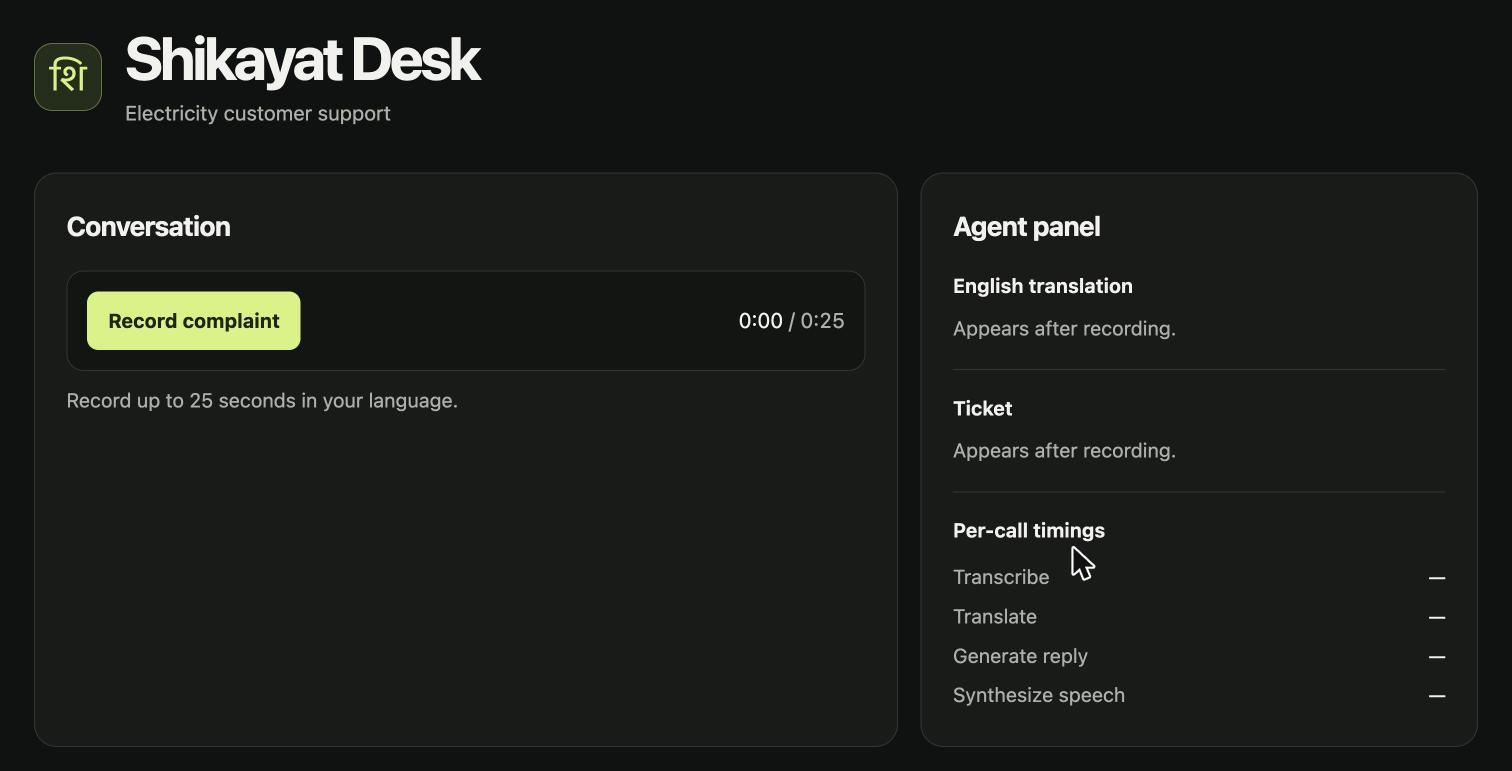 शि
Shikayat Desk
Electricity customer support
Conversation
Record complaint
0:00 / 0:25
Record up to 25 seconds in your language.
Agent panel
English translation
Appears after recording.
Ticket
Appears after recording.
Per-call timings
Transcribe —
Translate —
Generate reply —
Synthesize speech —